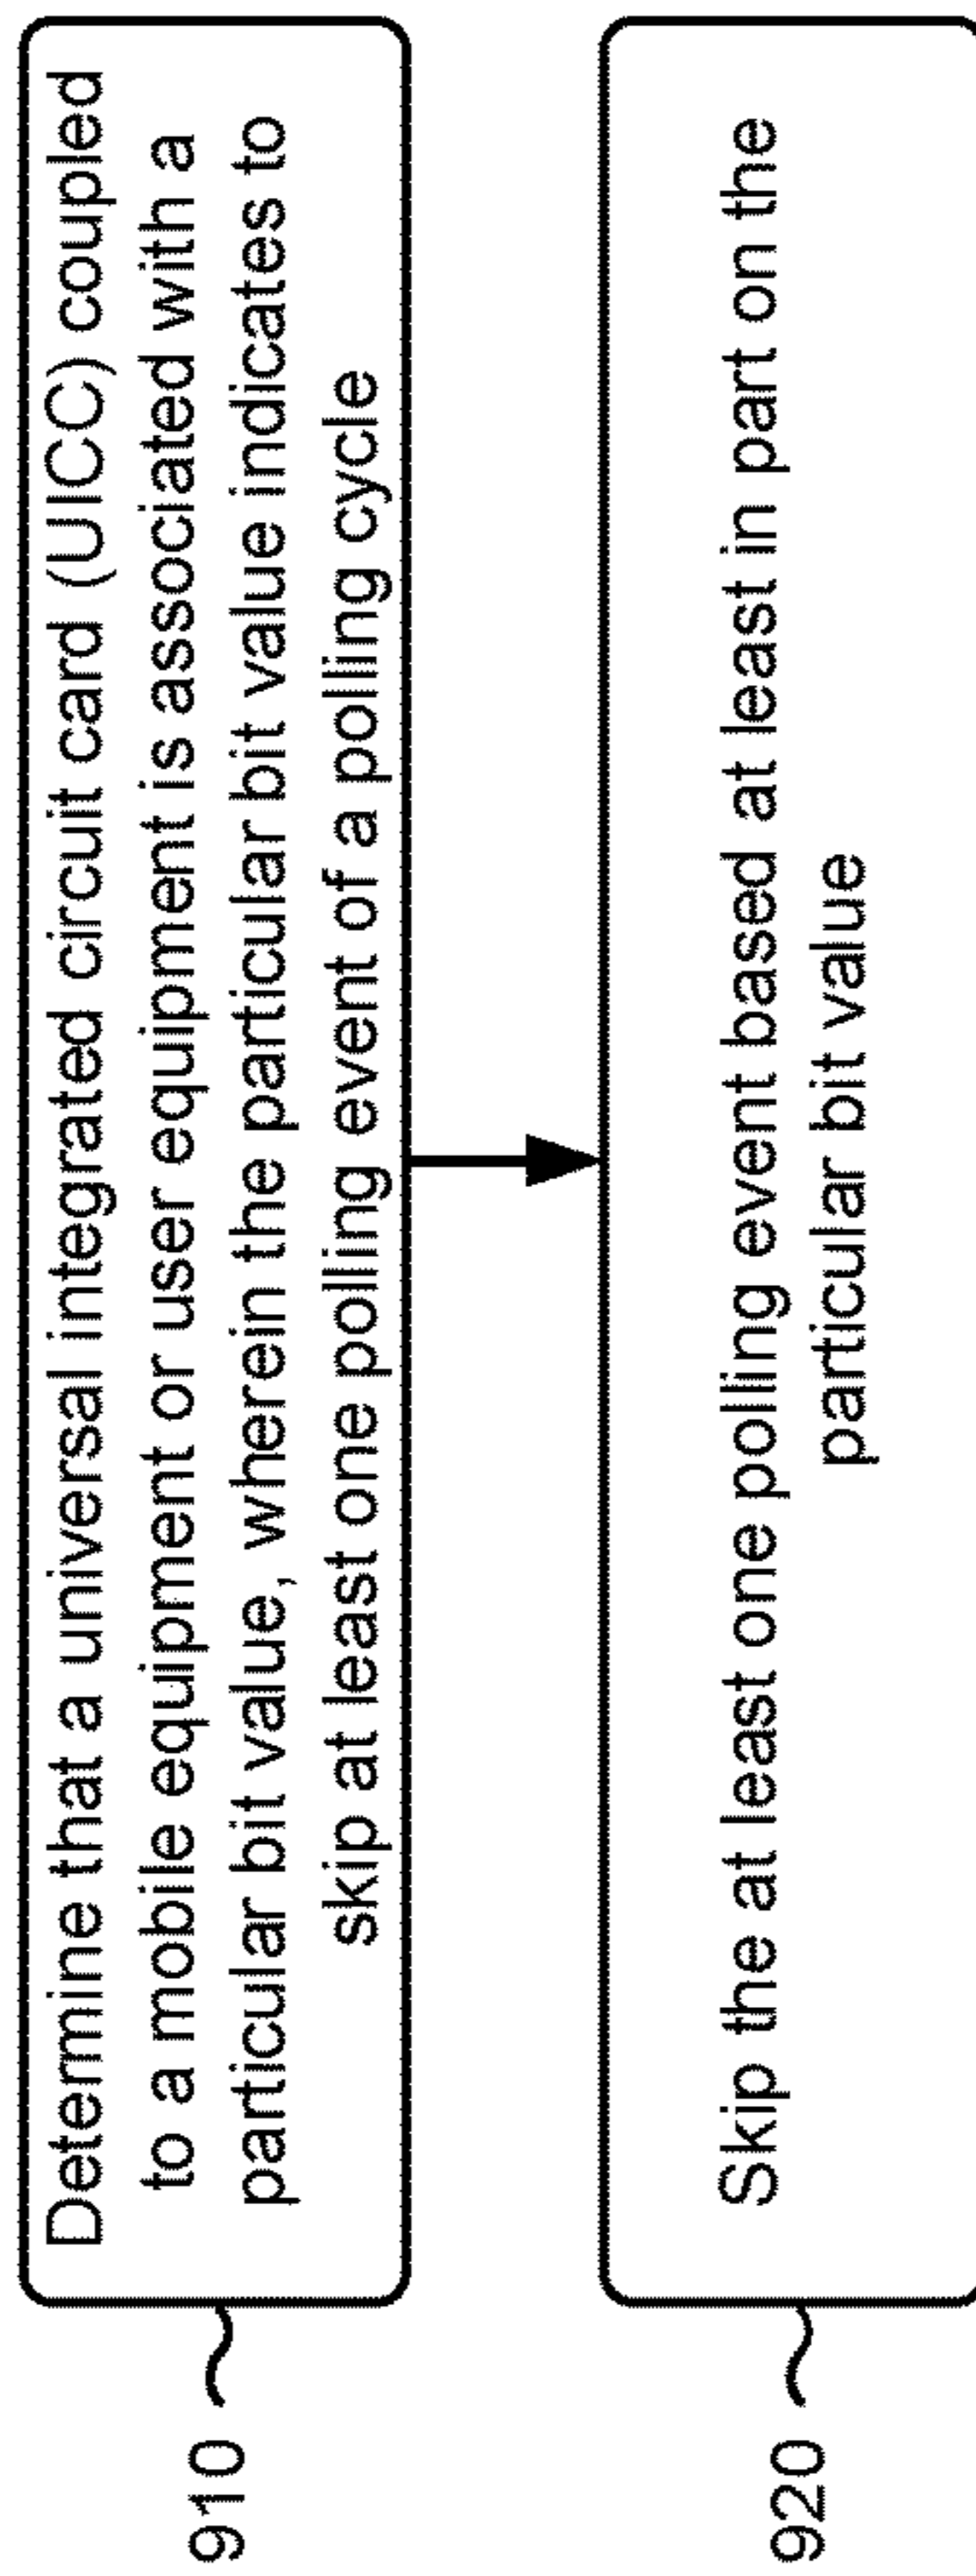 910
Determine that a universal integrated circuit card (UICC) coupled
to a mobile equipment or user equipment is associated with a
particular bit value, wherein the particular bit value indicates to
skip at least one polling event of a polling cycle
920
Skip the at least one polling event based at least in part on the
particular bit value